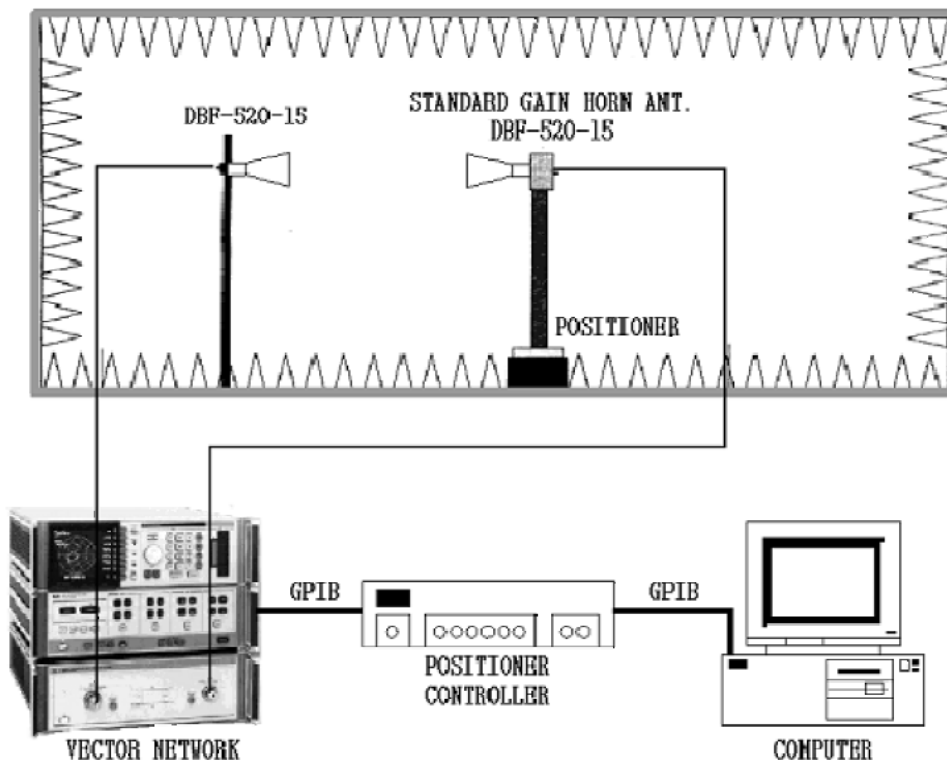 STANDARD GAIN HORN ANT.
DBF-520-15
DBF-520-15
POSITIONER
GPIB
GPIB
POSITIONER
CONTROLLER
VECTOR NETWORK
COMPUTER